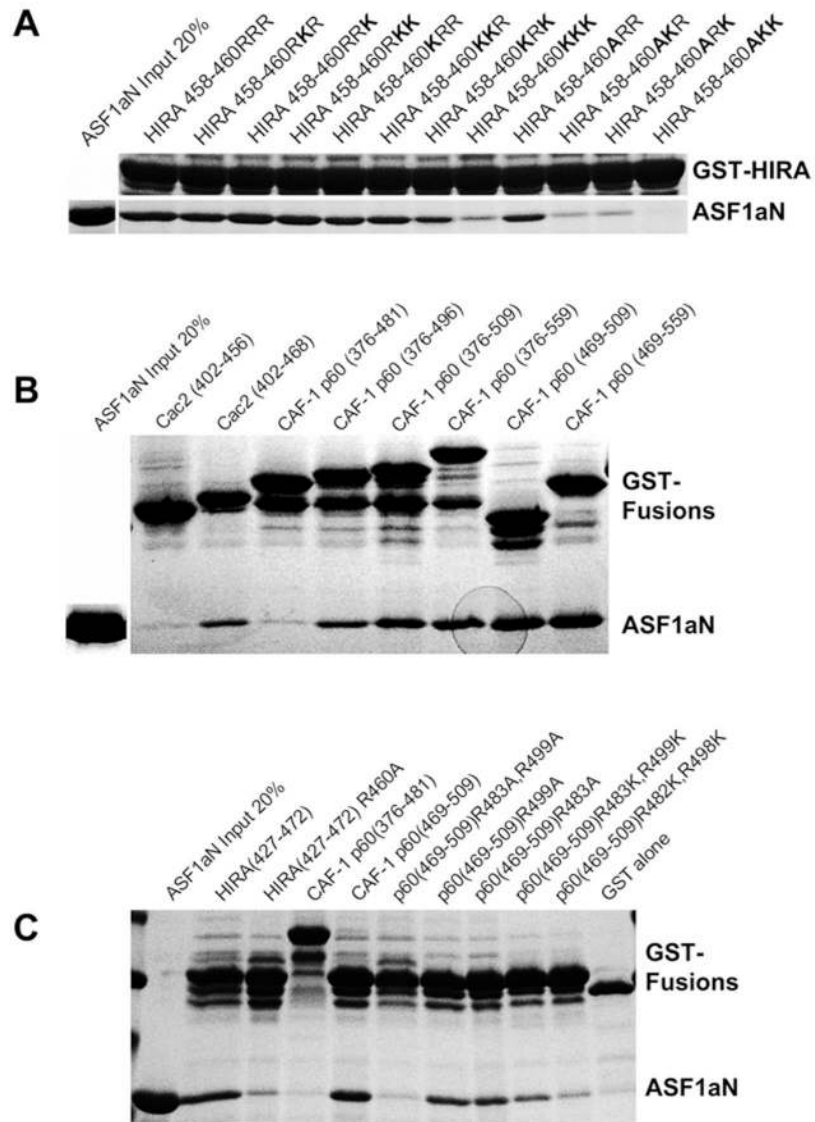 A
ASF1aN Input 20%
HIRA 458-460RRR
HIRA 458-460RKR
HIRA 458-460RRK
HIRA 458-460RKK
HIRA 458-460KRR
HIRA 458-460KKR
HIRA 458-460KRK
HIRA 458-460KKK
HIRA 458-460ARR
HIRA 458-460AKR
HIRA 458-460ARK
HIRA 458-460AKK
GST-HIRA
ASF1aN
B
ASF1aN Input 20%
Cac2 (402-456)
Cac2 (402-468)
CAF-1 p60 (376-481)
CAF-1 p60 (376-496)
CAF-1 p60 (376-509)
CAF-1 p60 (376-559)
CAF-1 p60 (469-509)
CAF-1 p60 (469-559)
GST-
Fusions
ASF1aN
C
ASF1aN Input 20%
HIRA(427-472)
HIRA(427-472) R460A
CAF-1 p60(376-481)
CAF-1 p60(469-509)
p60(469-509)R483A,R499A
p60(469-509)R499A
p60(469-509)R483A
p60(469-509)R483K,R499K
p60(469-509)R482K,R498K
GST alone
GST-
Fusions
ASF1aN